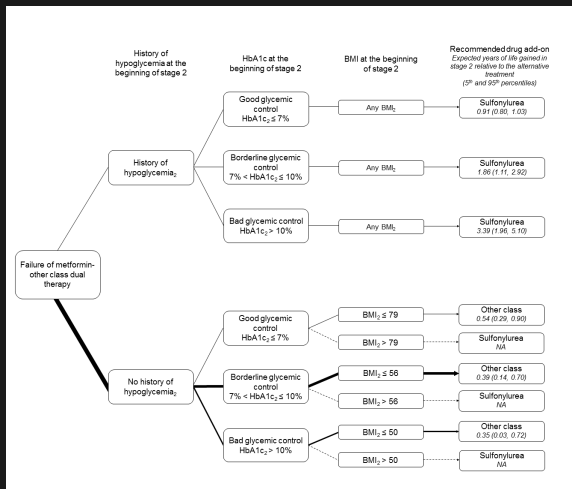 History of
hypoglycemia at the
beginning of stage 2
HbA1c at the
beginning of stage 2
BMI at the beginning
of stage 2
Recommended drug add-on
Expected years of life gained in
stage 2 relative to the alternative
treatment
(5th and 95th percentiles)
Good glycemic
control
HbA1c₂ ≤ 7%
Any BMI₂
Sulfonylurea
0.91 (0.80, 1.03)
History of
hypoglycemia₂
Borderline glycemic
control
7% < HbA1c₂ ≤ 10%
Any BMI₂
Sulfonylurea
1.86 (1.11, 2.92)
Bad glycemic control
HbA1c₂ > 10%
Any BMI₂
Sulfonylurea
3.39 (1.96, 5.10)
Failure of metformin-
other class dual
therapy
Good glycemic
control
HbA1c₂ ≤ 7%
BMI₂ ≤ 79
Other class
0.54 (0.29, 0.90)
BMI₂ > 79
Sulfonylurea
NA
No history of
hypoglycemia₂
Borderline glycemic
control
7% < HbA1c₂ ≤ 10%
BMI₂ ≤ 56
Other class
0.39 (0.14, 0.70)
BMI₂ > 56
Sulfonylurea
NA
Bad glycemic control
HbA1c₂ > 10%
BMI₂ ≤ 50
Other class
0.35 (0.03, 0.72)
BMI₂ > 50
Sulfonylurea
NA